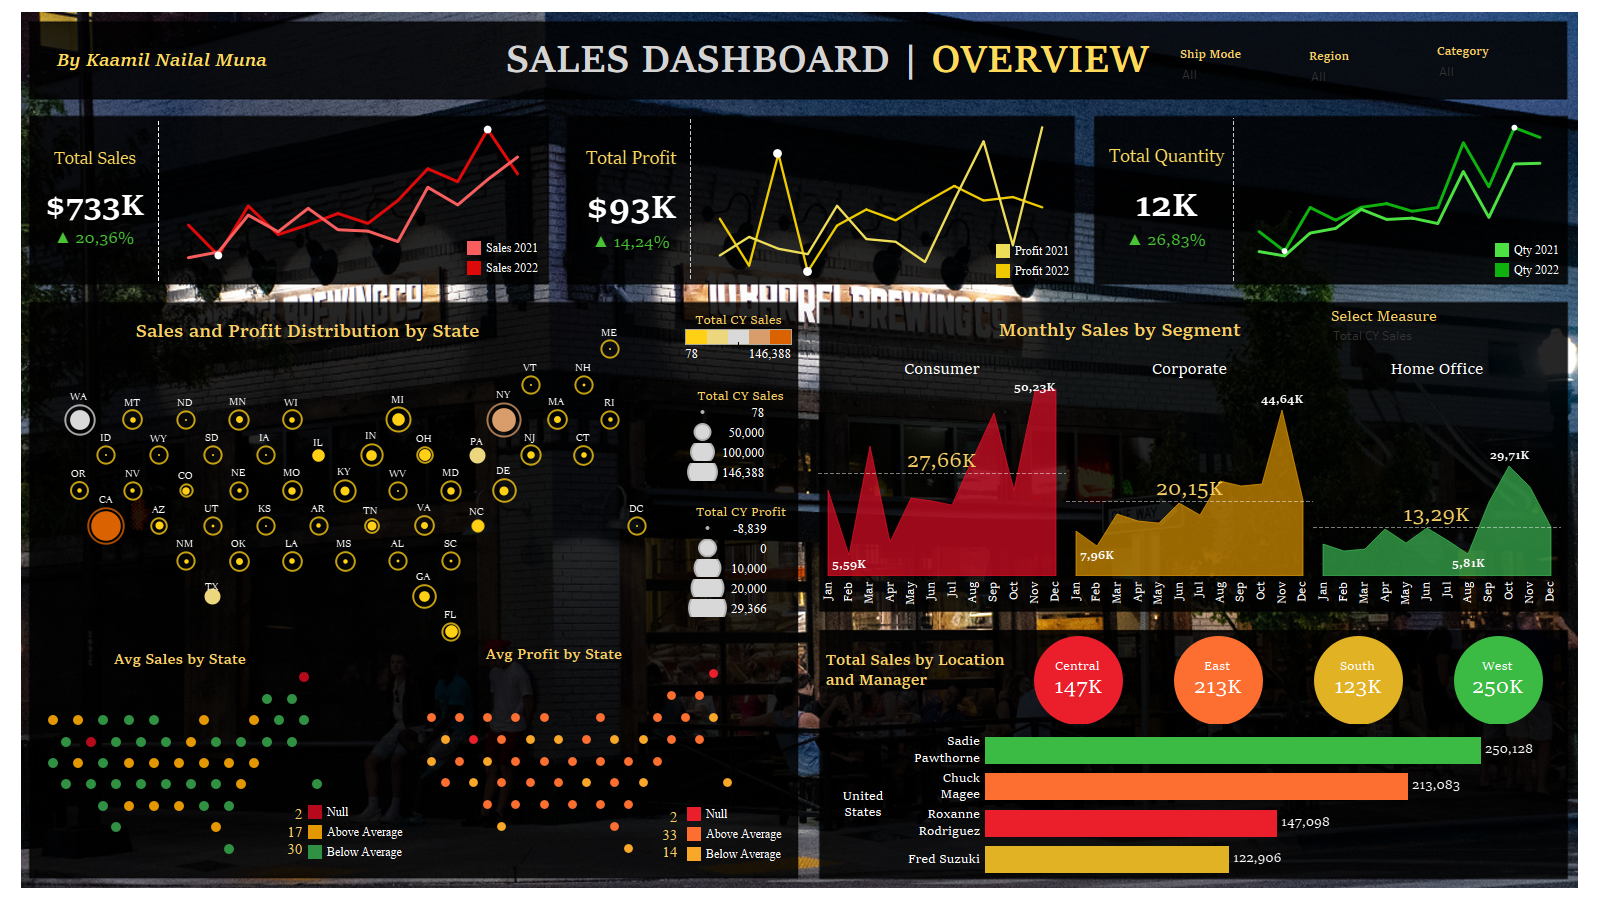 By Kaamil Nailal Muna
SALES DASHBOARD | OVERVIEW
Ship Mode
All
Region
All
Category
All
Total Sales
$733K
▲ 20,36%
Sales 2021
Sales 2022
Total Profit
$93K
▲ 14,24%
Profit 2021
Profit 2022
Total Quantity
12K
▲ 26,83%
Qty 2021
Qty 2022
Sales and Profit Distribution by State
ME
VT NH
WA MT ND MN WI MI NY MA RI
ID WY SD IA IL IN OH PA NJ CT
OR NV CO NE MO KY WV MD DE
CA AZ UT KS AR TN VA NC DC
NM OK LA MS AL SC
TX GA
FL
Total CY Sales
78 146,388
Total CY Sales
78
50,000
100,000
146,388
Total CY Profit
-8,839
0
10,000
20,000
29,366
Monthly Sales by Segment
Select Measure
Total CY Sales
Consumer
50,23K
27,66K
5,59K
Jan Feb Mar Apr May Jun Jul Aug Sep Oct Nov Dec
Corporate
44,64K
20,15K
7,96K
Jan Feb Mar Apr May Jun Jul Aug Sep Oct Nov Dec
Home Office
29,71K
13,29K
5,81K
Jan Feb Mar Apr May Jun Jul Aug Sep Oct Nov Dec
Avg Sales by State
2 Null
17 Above Average
30 Below Average
Avg Profit by State
2 Null
33 Above Average
14 Below Average
Total Sales by Location
and Manager
Central
147K
East
213K
South
123K
West
250K
United
States
Sadie
Pawthorne
250,128
Chuck
Magee
213,083
Roxanne
Rodriguez
147,098
Fred Suzuki
122,906